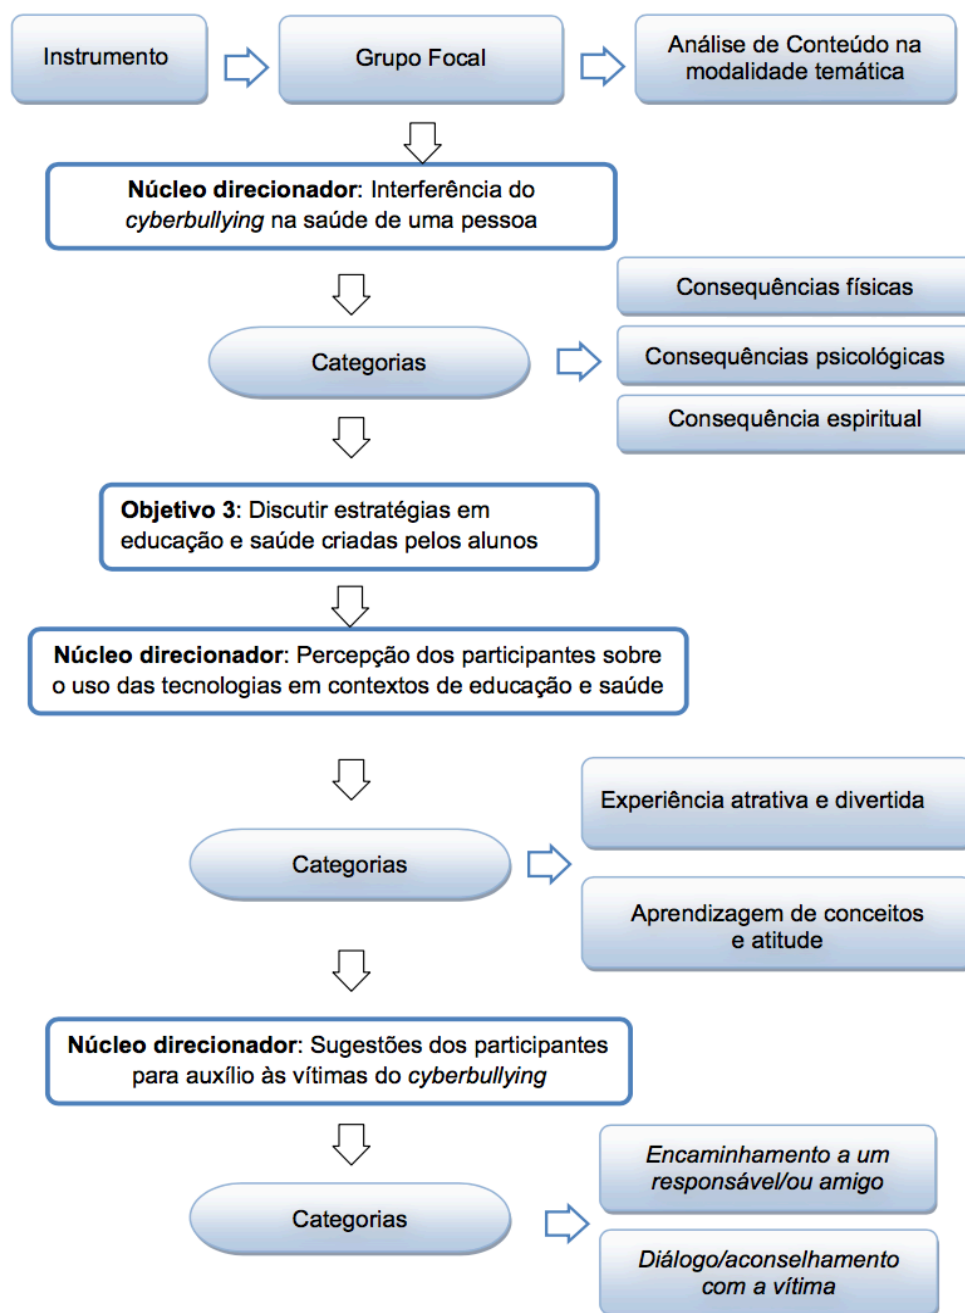 Instrumento
Grupo Focal
Análise de Conteúdo na
modalidade temática
Núcleo direcionador: Interferência do
cyberbullying na saúde de uma pessoa
Categorias
Consequências físicas
Consequências psicológicas
Consequência espiritual
Objetivo 3: Discutir estratégias em
educação e saúde criadas pelos alunos
Núcleo direcionador: Percepção dos participantes sobre
o uso das tecnologias em contextos de educação e saúde
Categorias
Experiência atrativa e divertida
Aprendizagem de conceitos
e atitude
Núcleo direcionador: Sugestões dos participantes
para auxílio às vítimas do cyberbullying
Categorias
Encaminhamento a um
responsável/ou amigo
Diálogo/aconselhamento
com a vítima